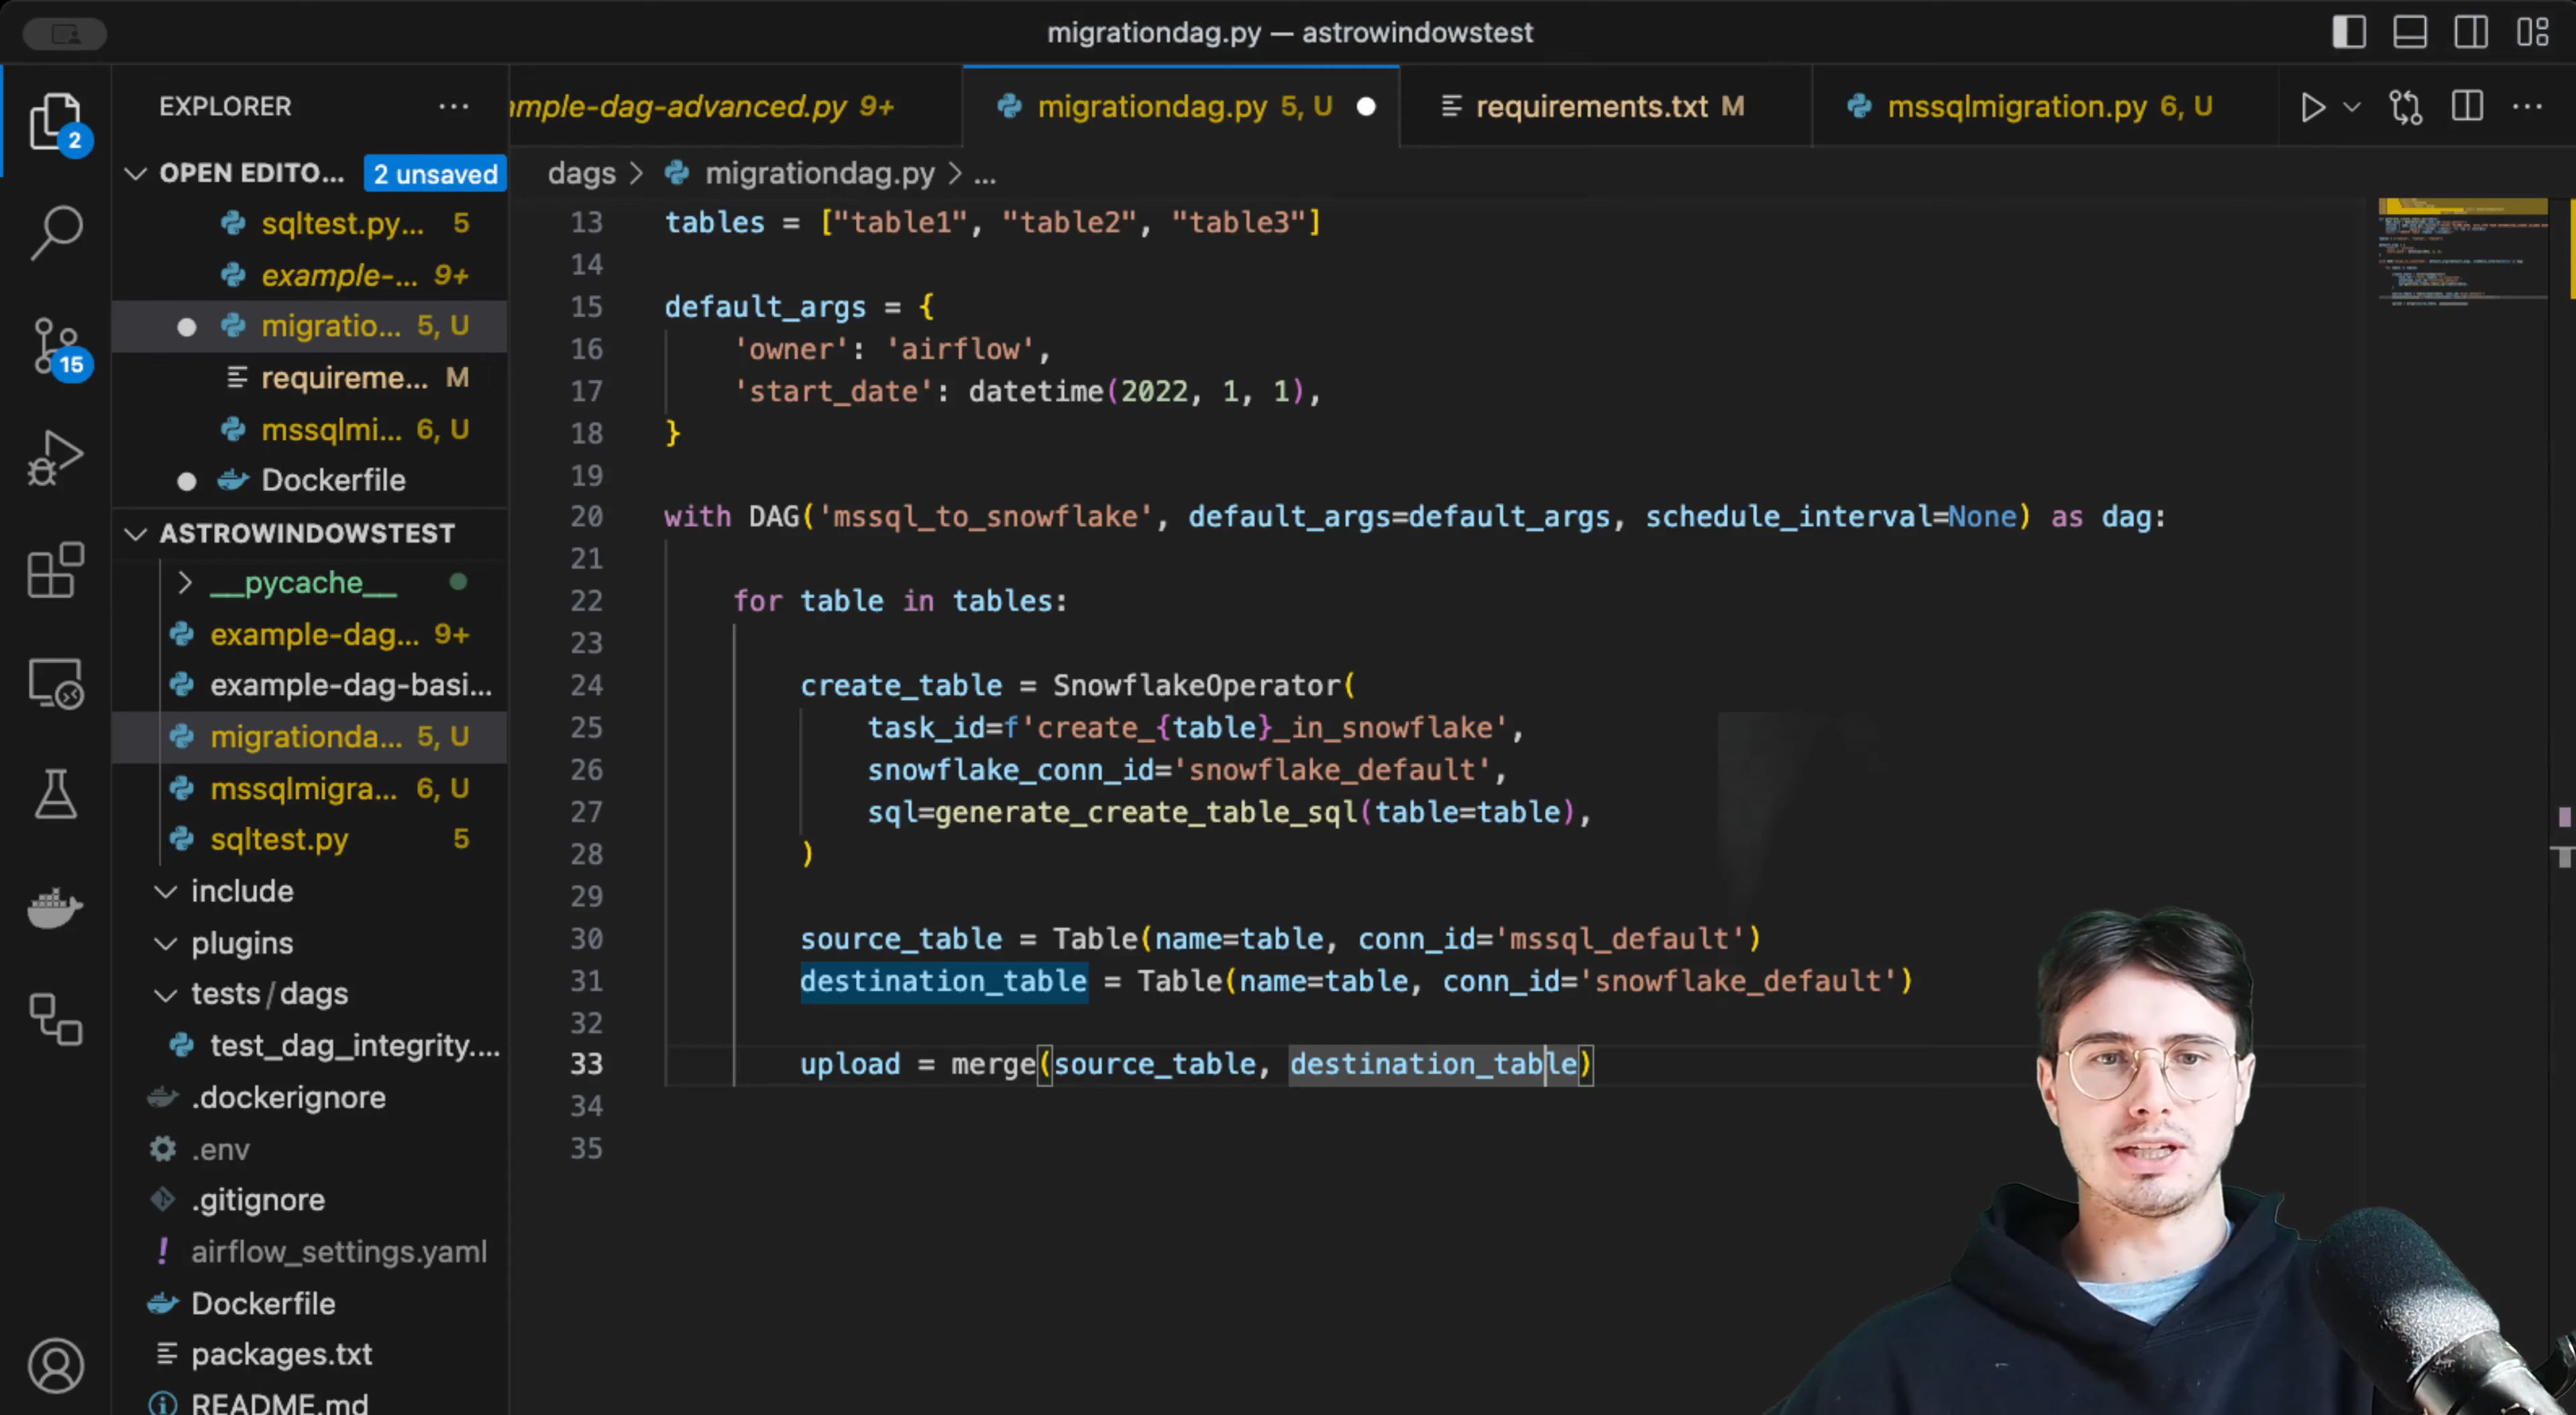 migrationdag.py — astrowindowstest
EXPLORER
2
OPEN EDITO... 2 unsaved
sqltest.py... 5
example-... 9+
migratio... 5, U
requireme... M
mssqlmi... 6, U
Dockerfile
15
ASTROWINDOWSTEST
__pycache__
example-dag... 9+
example-dag-basi...
migrationda... 5, U
mssqlmigra... 6, U
sqltest.py 5
include
plugins
tests/dags
test_dag_integrity....
.dockerignore
.env
.gitignore
! airflow_settings.yaml
Dockerfile
packages.txt
README.md
mple-dag-advanced.py 9+
migrationdag.py 5, U
requirements.txt M
mssqlmigration.py 6, U
dags > migrationdag.py > ...
13 tables = ["table1", "table2", "table3"]
14
15 default_args = {
16 'owner': 'airflow',
17 'start_date': datetime(2022, 1, 1),
18 }
19
20 with DAG('mssql_to_snowflake', default_args=default_args, schedule_interval=None) as dag:
21
22 for table in tables:
23
24 create_table = SnowflakeOperator(
25 task_id=f'create_{table}_in_snowflake',
26 snowflake_conn_id='snowflake_default',
27 sql=generate_create_table_sql(table=table),
28 )
29
30 source_table = Table(name=table, conn_id='mssql_default')
31 destination_table = Table(name=table, conn_id='snowflake_default')
32
33 upload = merge(source_table, destination_table)
34
35